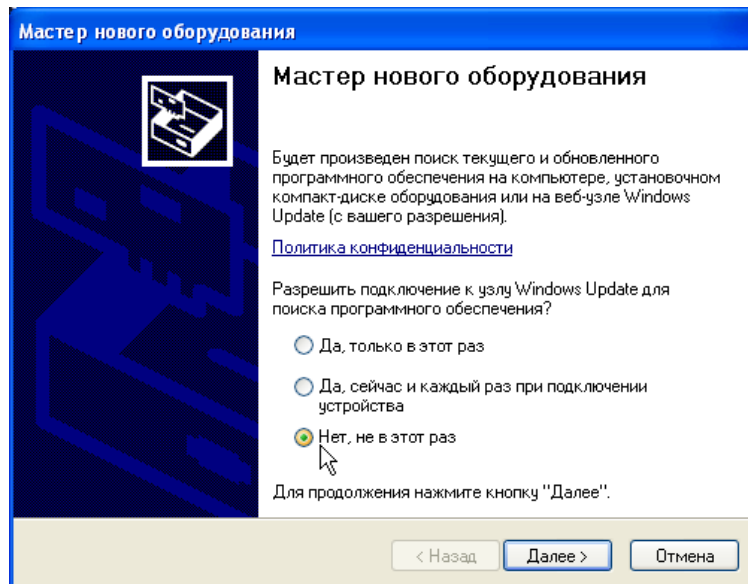 Мастер нового оборудования
Мастер нового оборудования
Будет произведен поиск текущего и обновленного
программного обеспечения на компьютере, установочном
компакт-диске оборудования или на веб-узле Windows
Update (с вашего разрешения).
Политика конфиденциальности
Разрешить подключение к узлу Windows Update для
поиска программного обеспечения?
Да, только в этот раз
Да, сейчас и каждый раз при подключении
устройства
Нет, не в этот раз
Для продолжения нажмите кнопку "Далее".
< Назад Далее > Отмена